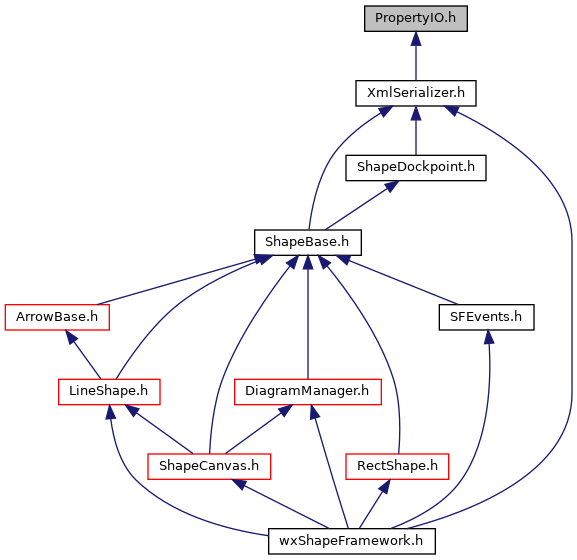 PropertyIO.h
XmlSerializer.h
ShapeDockpoint.h
ShapeBase.h
ArrowBase.h
SFEvents.h
LineShape.h
DiagramManager.h
ShapeCanvas.h
RectShape.h
wxShapeFramework.h